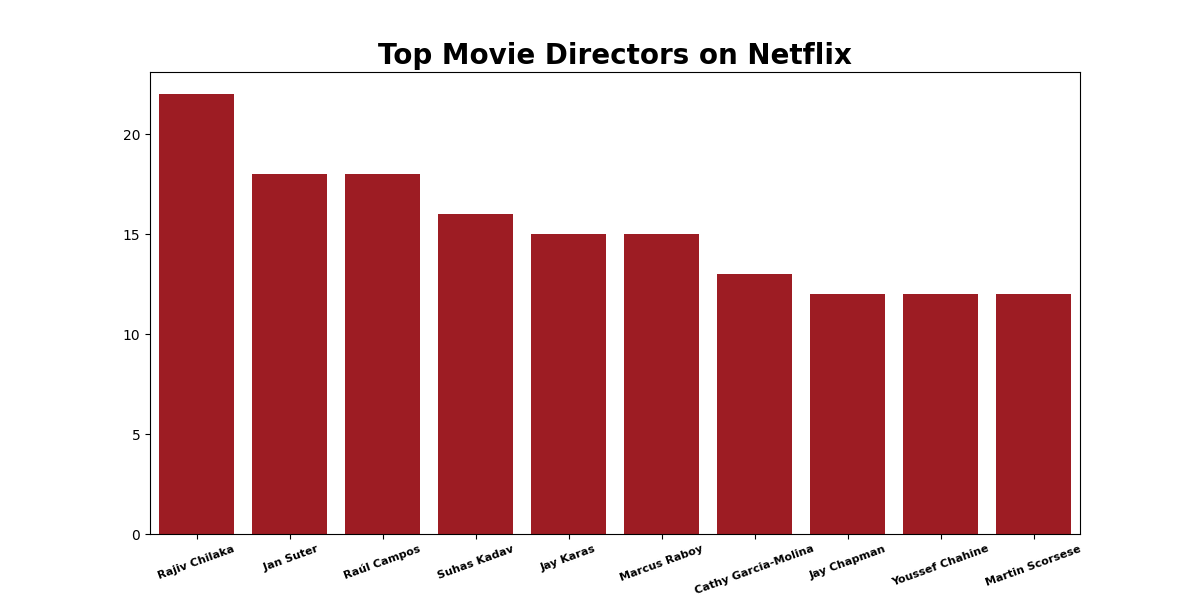 Top Movie Directors on Netflix
20
15
10
5
0
Rajiv Chilaka
Jan Suter
Raúl Campos
Suhas Kadav
Jay Karas
Marcus Raboy
Cathy Garcia-Molina
Jay Chapman
Youssef Chahine
Martin Scorsese